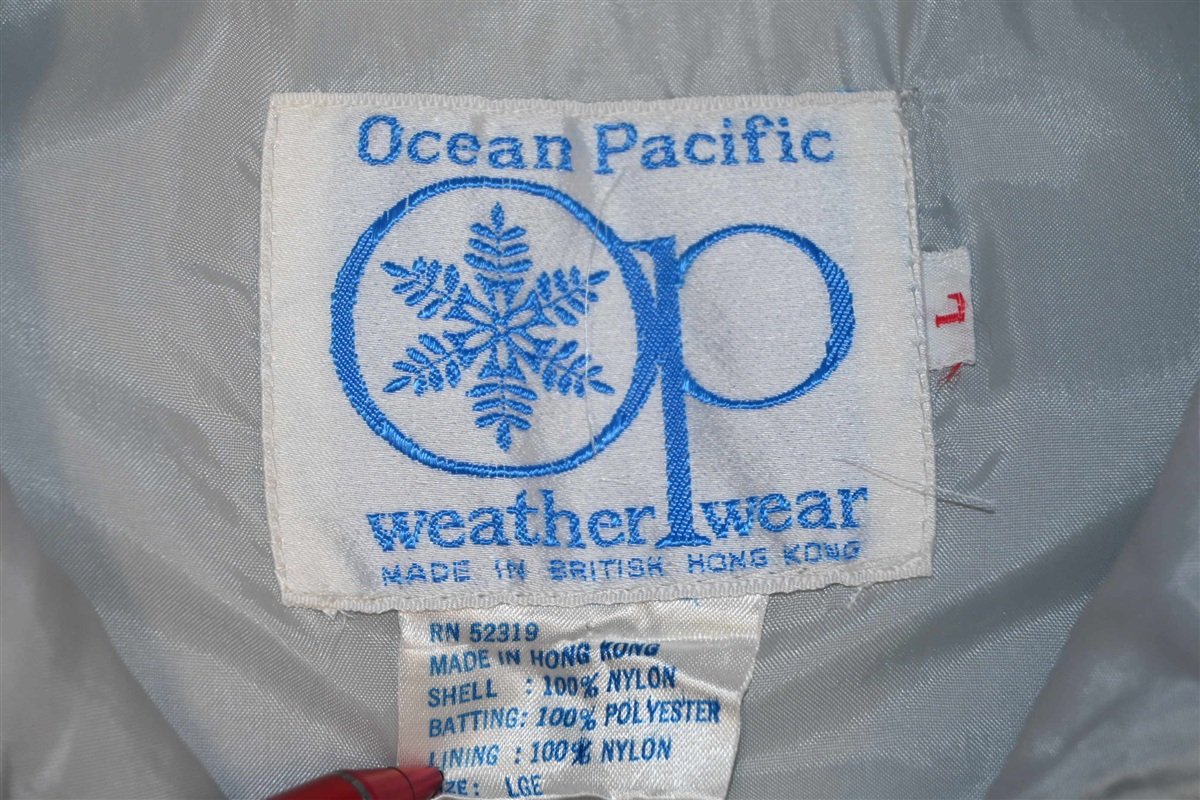 Ocean Pacific
op
weather wear
MADE IN BRITISH HONG KONG
L
RN 52319
MADE IN HONG KONG
SHELL : 100% NYLON
BATTING: 100% POLYESTER
LINING : 100% NYLON
SIZE: LGE